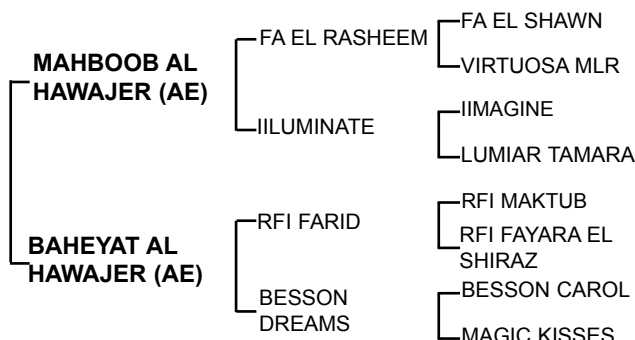 FA EL SHAWN
FA EL RASHEEM
MAHBOOB AL
HAWAJER (AE)
VIRTUOSA MLR
IILUMINATE
IIMAGINE
LUMIAR TAMARA
RFI MAKTUB
RFI FARID
RFI FAYARA EL
SHIRAZ
BAHEYAT AL
HAWAJER (AE)
BESSON CAROL
BESSON
DREAMS
MAGIC KISSES